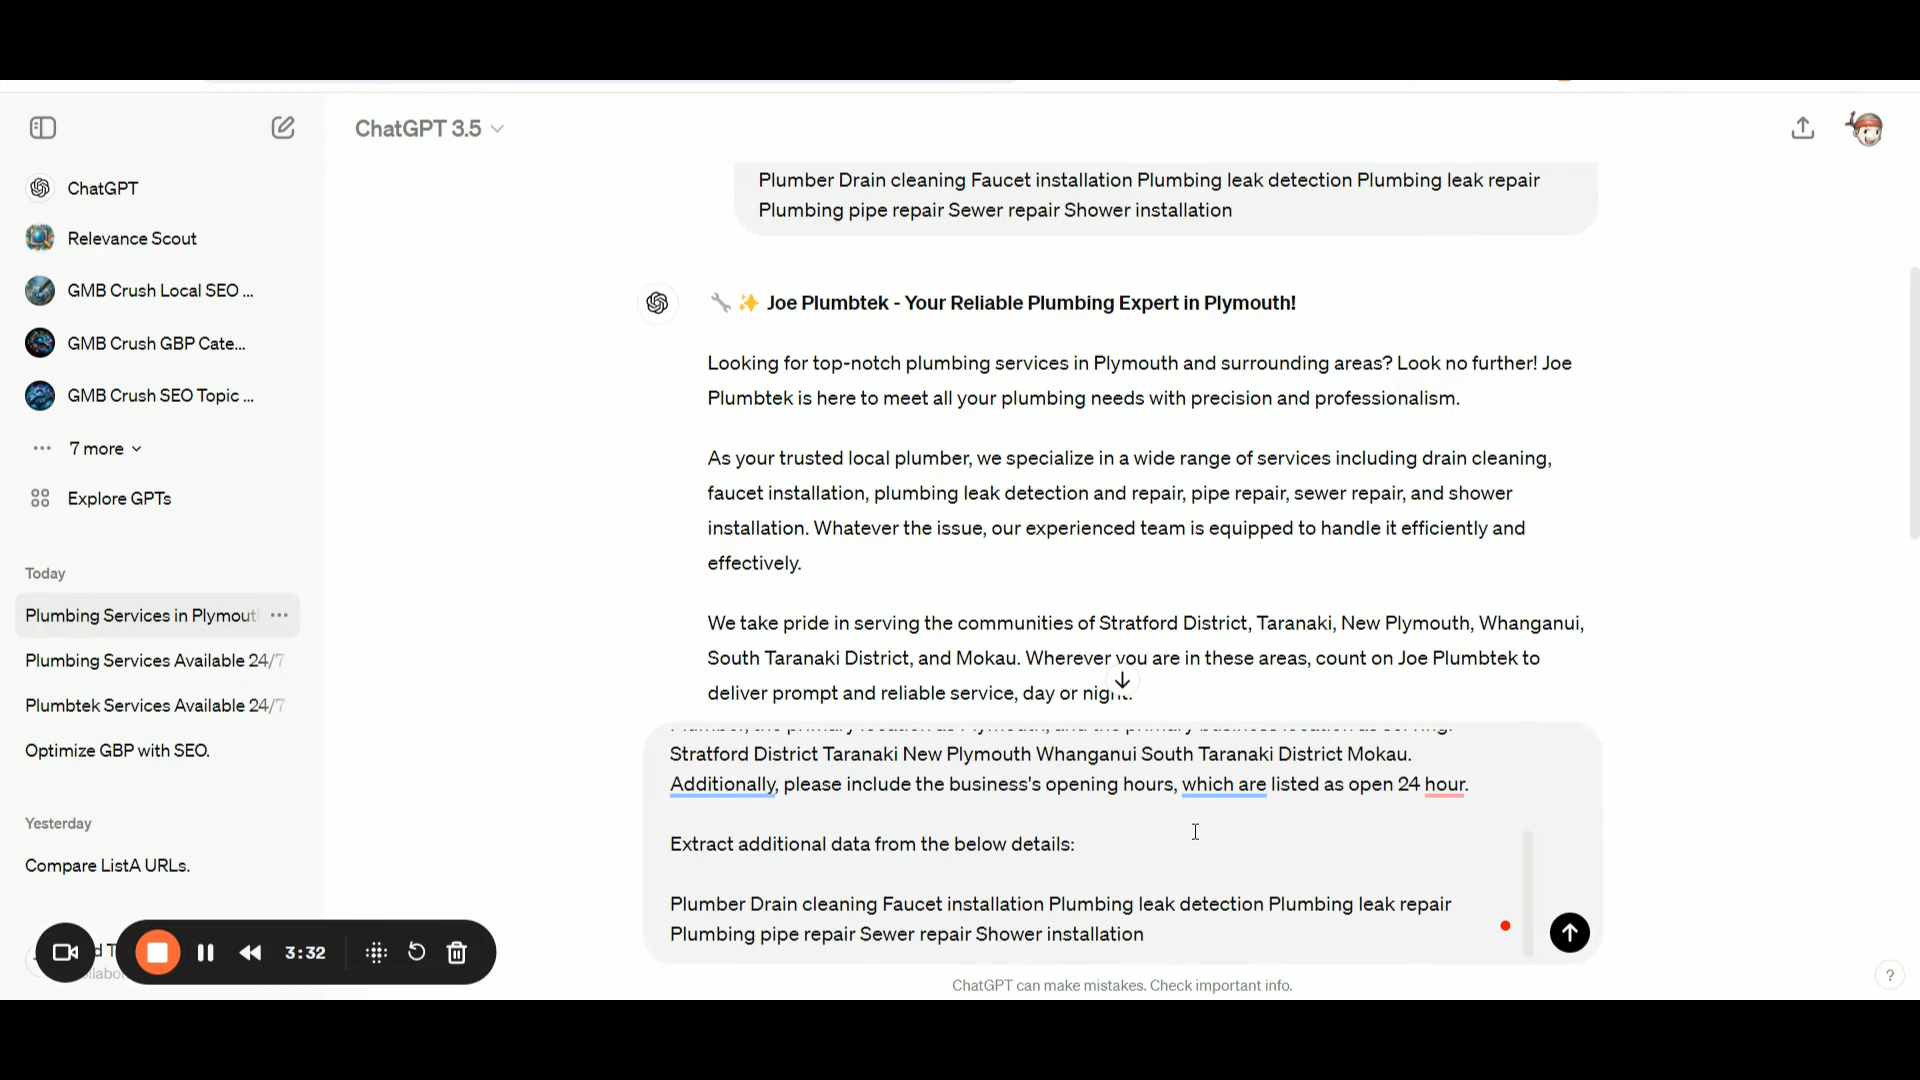 ChatGPT 3.5
ChatGPT
Relevance Scout
GMB Crush Local SEO ...
GMB Crush GBP Cate...
GMB Crush SEO Topic ...
7 more
Explore GPTs
Today
Plumbing Services in Plymout
Plumbing Services Available 24/7
Plumbtek Services Available 24/7
Optimize GBP with SEO.
Yesterday
Compare ListA URLs.
3:32
Plumber Drain cleaning Faucet installation Plumbing leak detection Plumbing leak repair
Plumbing pipe repair Sewer repair Shower installation
🔧 ✨ Joe Plumbtek - Your Reliable Plumbing Expert in Plymouth!
Looking for top-notch plumbing services in Plymouth and surrounding areas? Look no further! Joe
Plumbtek is here to meet all your plumbing needs with precision and professionalism.
As your trusted local plumber, we specialize in a wide range of services including drain cleaning,
faucet installation, plumbing leak detection and repair, pipe repair, sewer repair, and shower
installation. Whatever the issue, our experienced team is equipped to handle it efficiently and
effectively.
We take pride in serving the communities of Stratford District, Taranaki, New Plymouth, Whanganui,
South Taranaki District, and Mokau. Wherever you are in these areas, count on Joe Plumbtek to
deliver prompt and reliable service, day or night.
Stratford District Taranaki New Plymouth Whanganui South Taranaki District Mokau.
Additionally, please include the business's opening hours, which are listed as open 24 hour.
Extract additional data from the below details:
Plumber Drain cleaning Faucet installation Plumbing leak detection Plumbing leak repair
Plumbing pipe repair Sewer repair Shower installation
ChatGPT can make mistakes. Check important info.
?